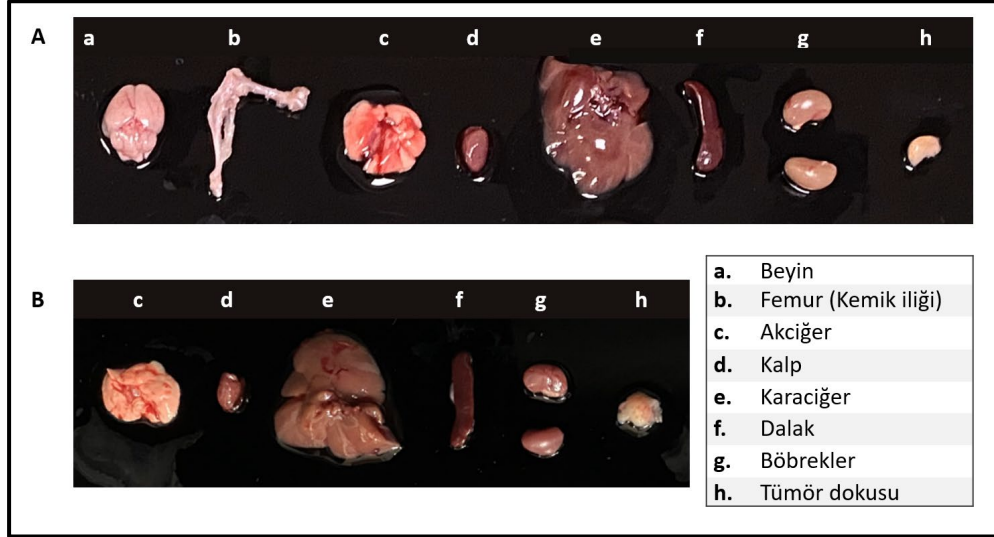 A a b c d e f g h
B c d e f g h
a. Beyin
b. Femur (Kemik iliği)
c. Akciğer
d. Kalp
e. Karaciğer
f. Dalak
g. Böbrekler
h. Tümör dokusu